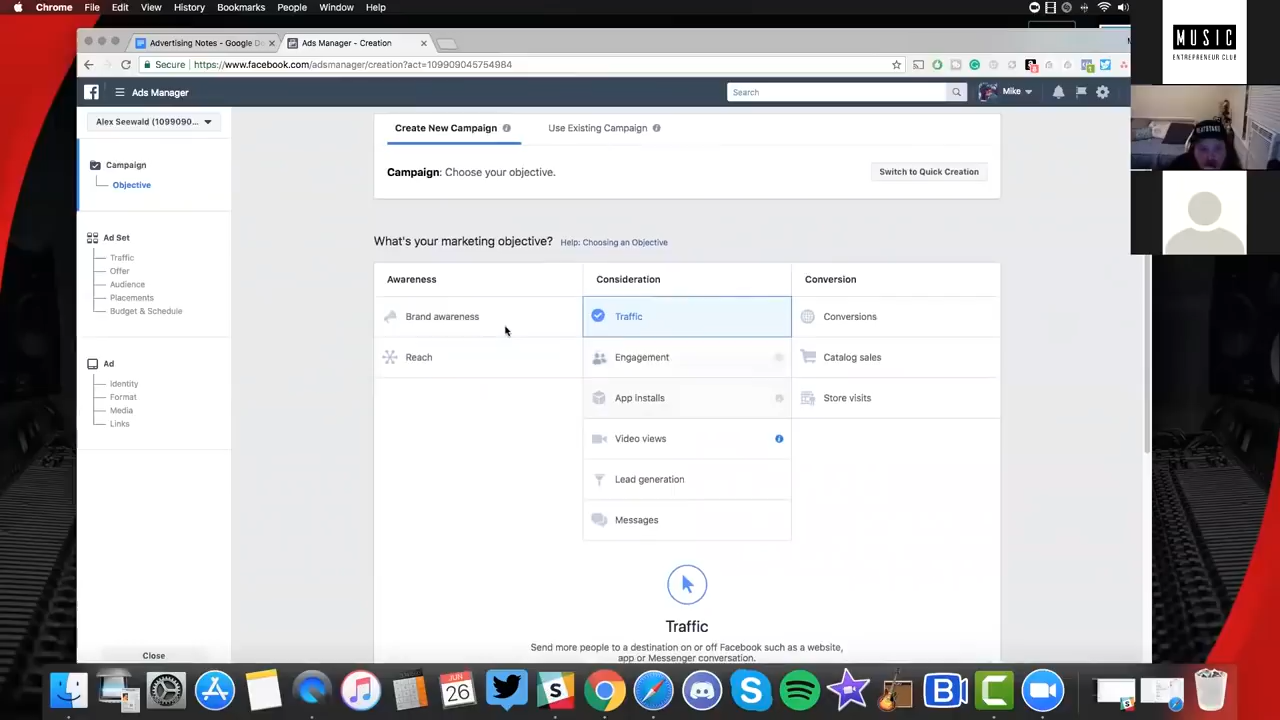 Chrome File Edit View History Bookmarks People Window Help
Advertising Notes - Google Do
Ads Manager - Creation
Secure https://www.facebook.com/adsmanager/creation?act=109909045754984
Ads Manager
Search
Mike
Alex Seewald (1099090...
Campaign
Objective
Ad Set
Traffic
Offer
Audience
Placements
Budget & Schedule
Ad
Identity
Format
Media
Links
Close
Create New Campaign
Use Existing Campaign
Campaign: Choose your objective.
Switch to Quick Creation
What's your marketing objective? Help: Choosing an Objective
Awareness
Consideration
Conversion
Brand awareness
Traffic
Conversions
Reach
Engagement
Catalog sales
App installs
Store visits
Video views
Lead generation
Messages
Traffic
Send more people to a destination on or off Facebook such as a website,
app or Messenger conversation.
MUSIC
ENTREPRENEUR CLUB
JUN
26